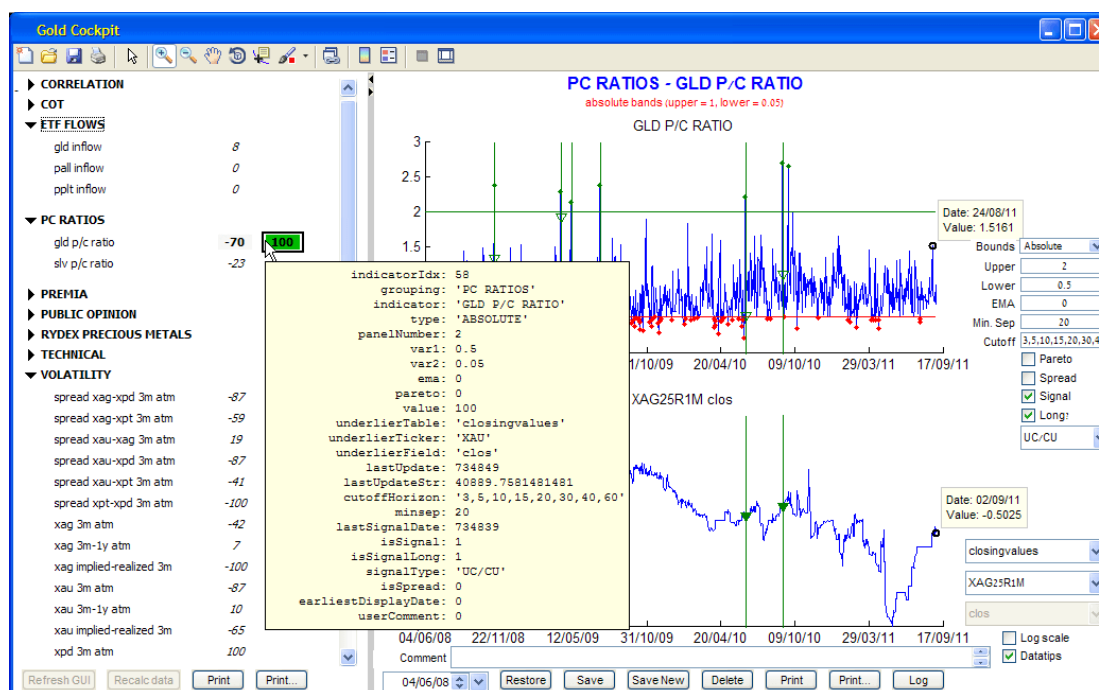 Gold Cockpit
CORRELATION
COT
ETF FLOWS
gld inflow 8
pall inflow 0
pplt inflow 0
PC RATIOS
gld p/c ratio -70 100
slv p/c ratio -23
PREMIA
PUBLIC OPINION
RYDEX PRECIOUS METALS
TECHNICAL
VOLATILITY
spread xag-xpd 3m atm -87
spread xag-xpt 3m atm -59
spread xau-xag 3m atm 19
spread xau-xpd 3m atm -87
spread xau-xpt 3m atm -41
spread xpt-xpd 3m atm -100
xag 3m atm -42
xag 3m-1y atm 7
xag implied-realized 3m -100
xau 3m atm -87
xau 3m-1y atm 10
xau implied-realized 3m -65
xpd 3m atm 100
Refresh GUI Recalc data Print Print...
indicatorIdx: 58
grouping: 'PC RATIOS'
indicator: 'GLD P/C RATIO'
type: 'ABSOLUTE'
panelNumber: 2
var1: 0.5
var2: 0.05
ema: 0
pareto: 0
value: 100
underlierTable: 'closingvalues'
underlierTicker: 'XAU'
underlierField: 'clos'
lastUpdate: 734849
lastUpdateStr: 40889.7581481481
cutoffHorizon: '3,5,10,15,20,30,40,60'
minsep: 20
lastSignalDate: 734839
isSignal: 1
isSignalLong: 1
signalType: 'UC/CU'
isSpread: 0
earliestDisplayDate: 0
userComment: 0
PC RATIOS - GLD P/C RATIO
absolute bands (upper = 1, lower = 0.05)
GLD P/C RATIO
3
2.5
2
1.5
1/10/09 20/04/10 09/10/10 29/03/11 17/09/11
Date: 24/08/11
Value: 1.5161
Bounds Absolute
Upper 2
Lower 0.5
EMA 0
Min. Sep 20
Cutoff 3,5,10,15,20,30,4
Pareto
Spread
Signal
Longs
UC/CU
XAG25R1M clos
Date: 02/09/11
Value: -0.5025
closingvalues
XAG25R1M
clos
04/06/08 22/11/08 12/05/09 31/10/09 20/04/10 09/10/10 29/03/11 17/09/11
Log scale
Datatips
Comment
04/06/08 Restore Save Save New Delete Print Print... Log